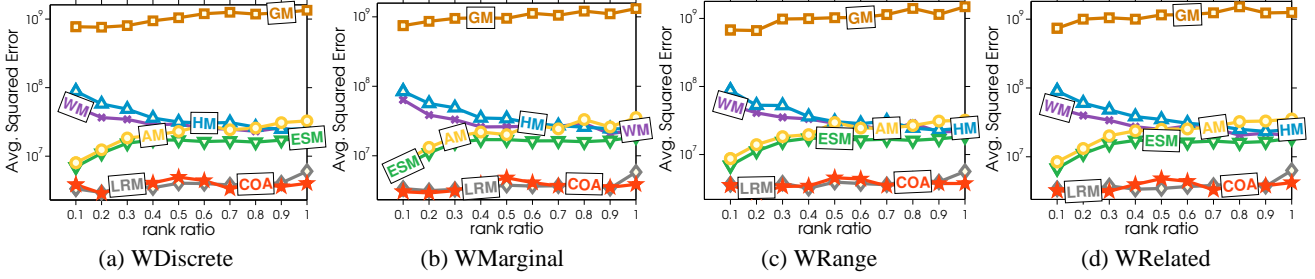 Avg. Squared Error
10^9
10^8
10^7
GM
WM
HM
AM
ESM
LRM
COA
0.1 0.2 0.3 0.4 0.5 0.6 0.7 0.8 0.9 1
rank ratio
(a) WDiscrete
Avg. Squared Error
10^9
10^8
10^7
GM
HM
WM
AM
ESM
LRM
COA
0.1 0.2 0.3 0.4 0.5 0.6 0.7 0.8 0.9 1
rank ratio
(b) WMarginal
Avg. Squared Error
10^9
10^8
10^7
GM
WM
HM
AM
ESM
LRM
COA
0.1 0.2 0.3 0.4 0.5 0.6 0.7 0.8 0.9 1
rank ratio
(c) WRange
Avg. Squared Error
10^9
10^8
10^7
GM
WM
AM
HM
ESM
LRM
COA
0.1 0.2 0.3 0.4 0.5 0.6 0.7 0.8 0.9 1
rank ratio
(d) WRelated